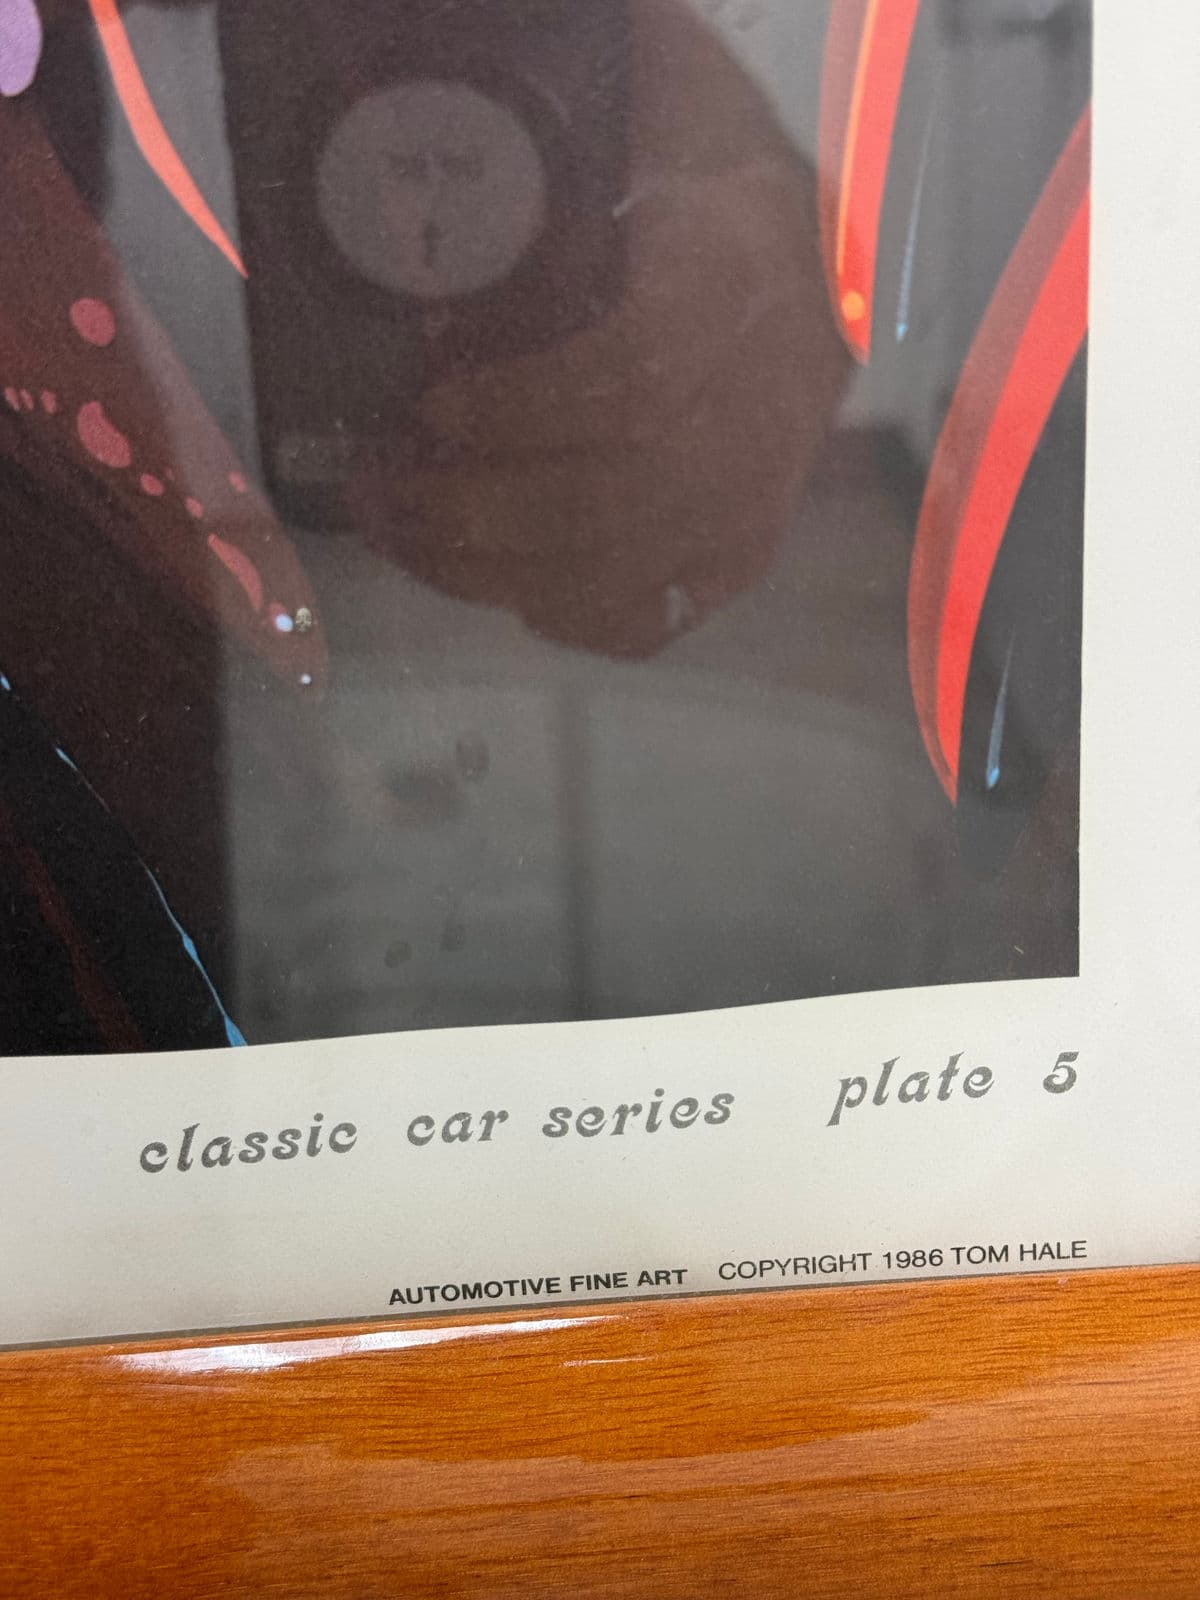 classic car series plate 5
AUTOMOTIVE FINE ART COPYRIGHT 1986 TOM HALE